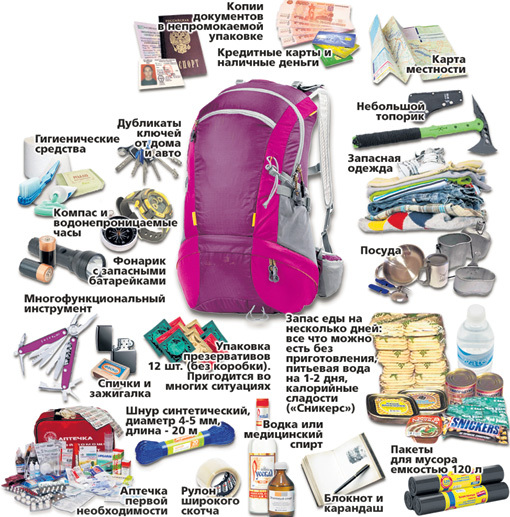 Копии
документов
в непромокаемой
упаковке
Кредитные карты и
наличные деньги
Карта
местности
Небольшой
топорик
Дубликаты
ключей
от дома
и авто
Гигиенические
средства
Запасная
одежда
Компас и
водонепроницаемые
часы
Посуда
Фонарик
с запасными
батарейками
Многофункциональный
инструмент
Спички и
зажигалка
Упаковка
презервативов
12 шт. (без коробки).
Пригодится во
многих ситуациях
Запас еды на
несколько дней:
все что можно
есть без
приготовления,
питьевая вода
на 1-2 дня,
калорийные
сладости
(«Сникерс»)
SNICKERS
Шнур синтетический,
диаметр 4-5 мм,
длина - 20 м
Водка или
медицинский
спирт
Пакеты
для мусора
емкостью 120 л
АПТЕЧКА
Аптечка
первой
необходимости
Рулон
широкого
скотча
Блокнот и
карандаш